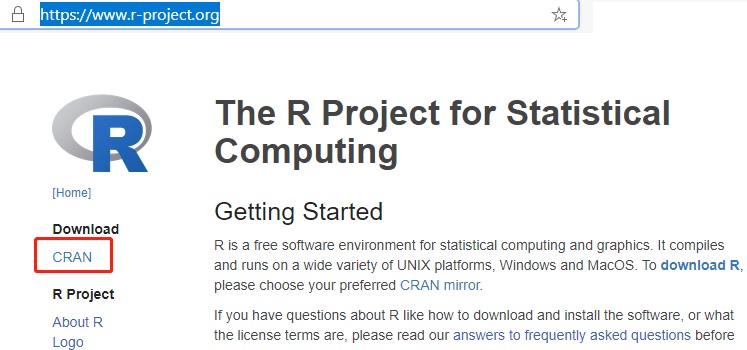 https://www.r-project.org
R
[Home]
Download
CRAN
R Project
About R
Logo
The R Project for Statistical
Computing
Getting Started
R is a free software environment for statistical computing and graphics. It compiles
and runs on a wide variety of UNIX platforms, Windows and MacOS. To download R,
please choose your preferred CRAN mirror.
If you have questions about R like how to download and install the software, or what
the license terms are, please read our answers to frequently asked questions before